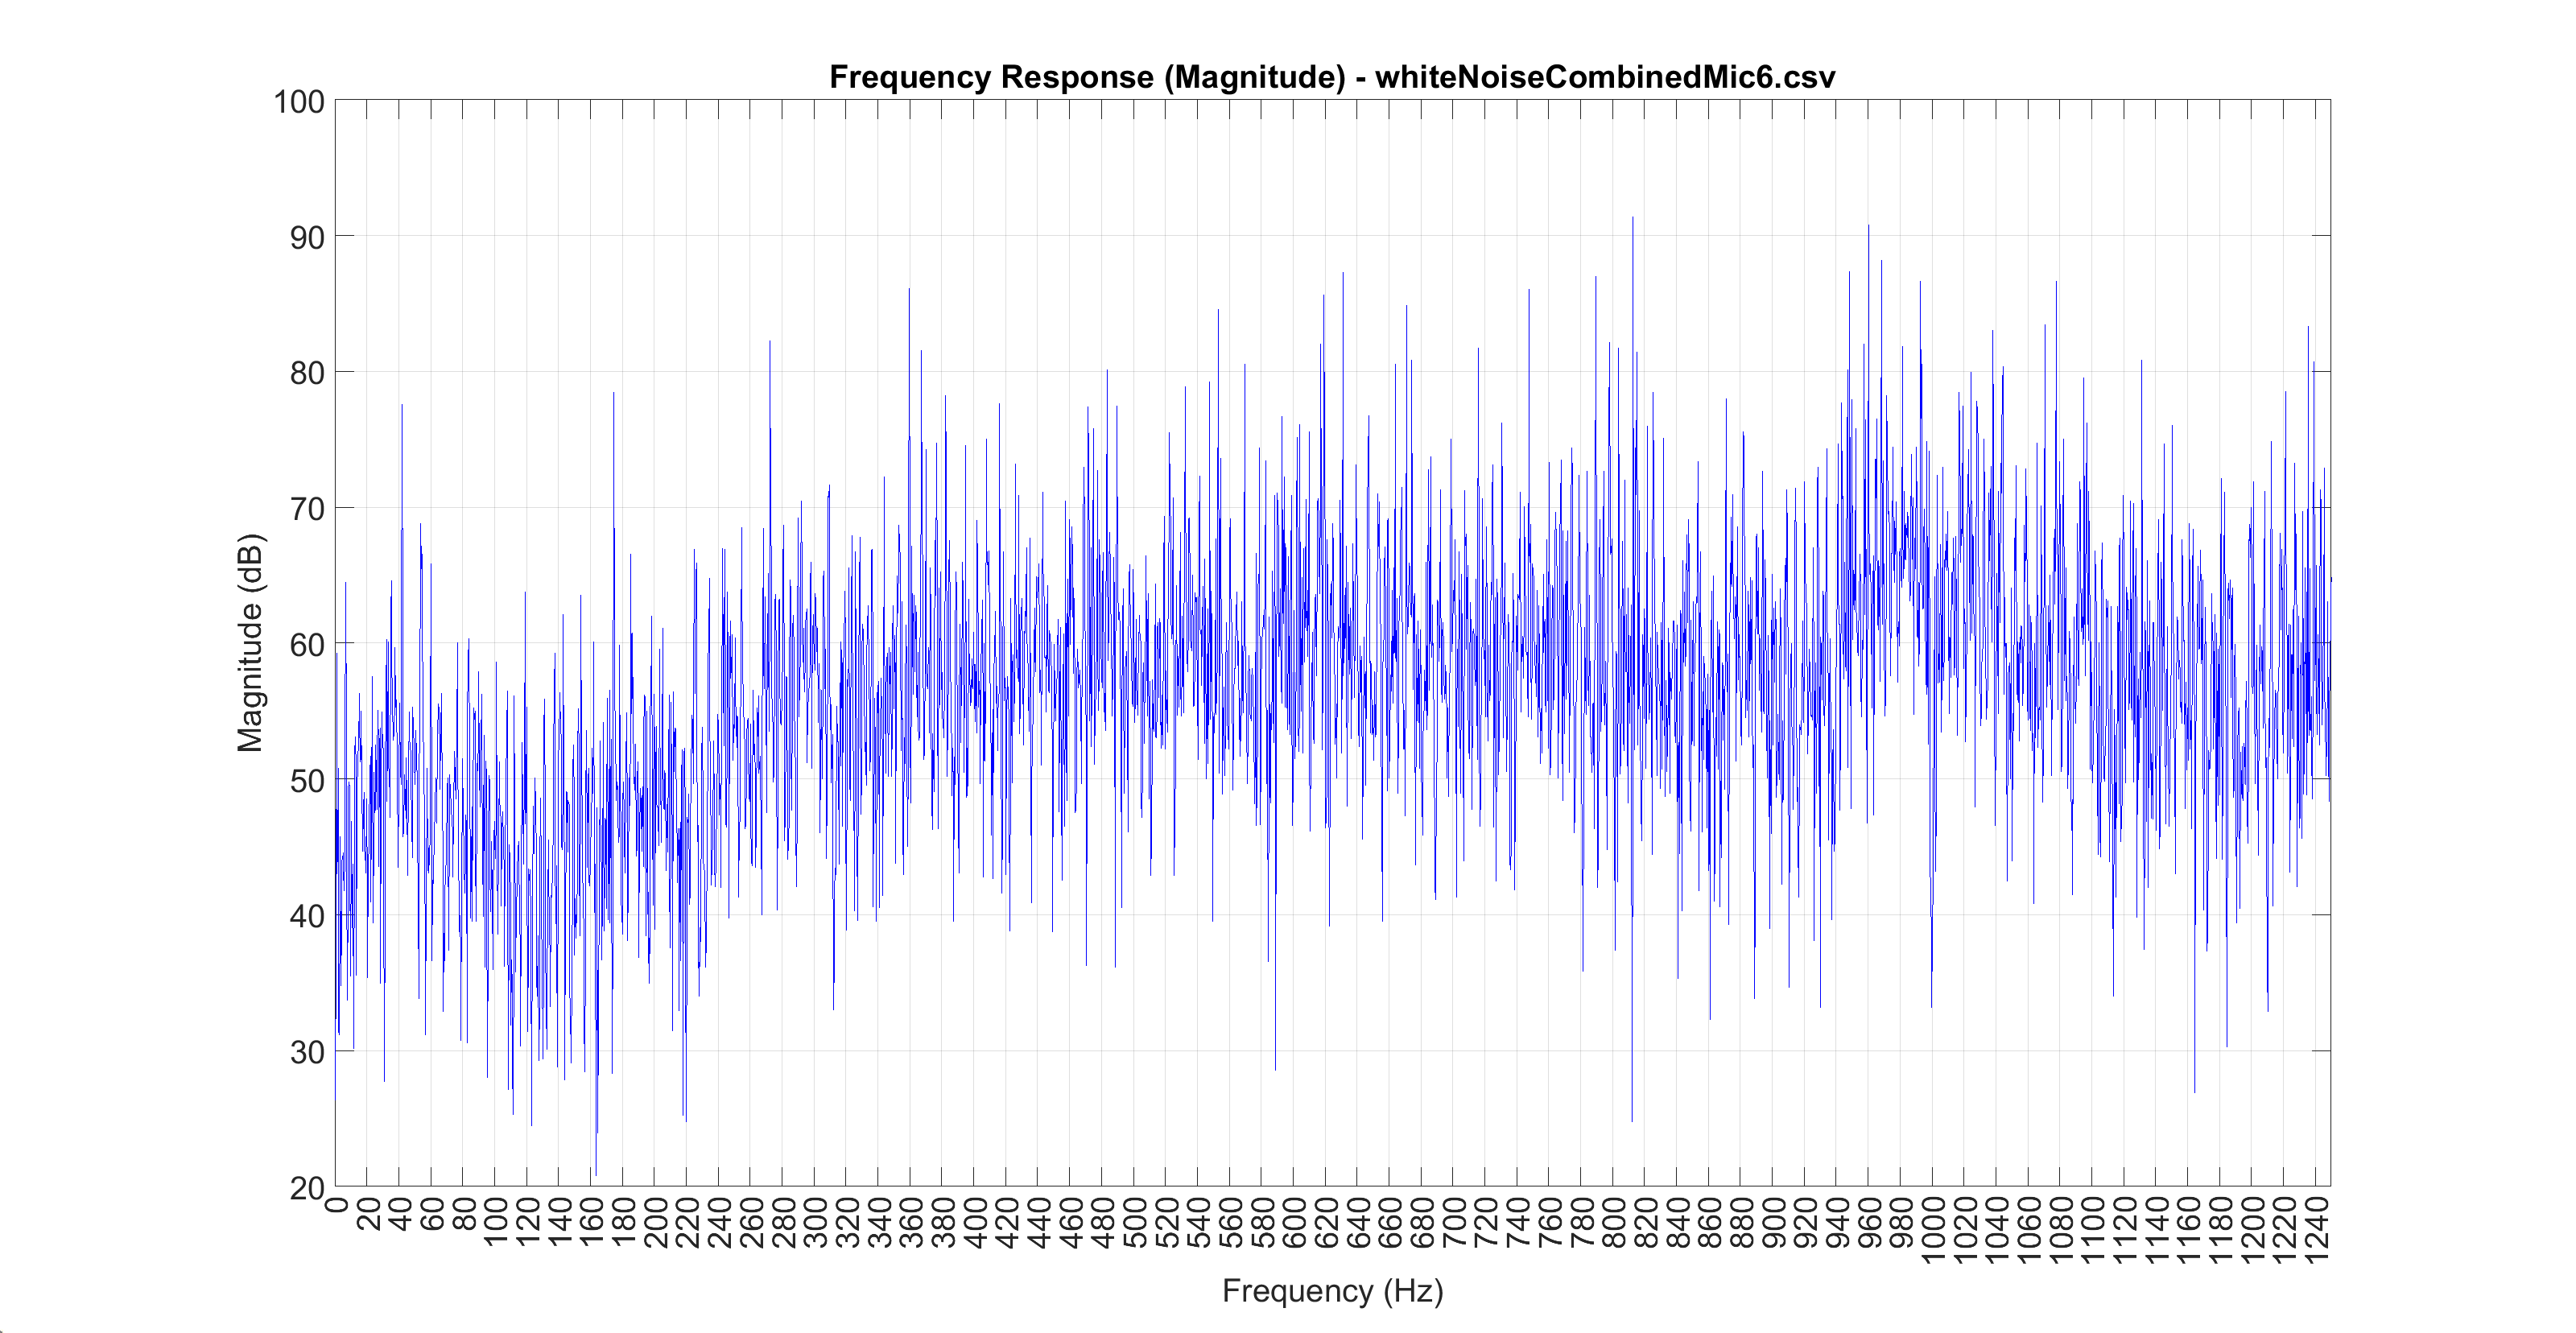 Frequency Response (Magnitude) - whiteNoiseCombinedMic6.csv
100
90
80
70
60
50
40
30
20
Magnitude (dB)
0 20 40 60 80 100 120 140 160 180 200 220 240 260 280 300 320 340 360 380 400 420 440 460 480 500 520 540 560 580 600 620 640 660 680 700 720 740 760 780 800 820 840 860 880 900 920 940 960 980 1000 1020 1040 1060 1080 1100 1120 1140 1160 1180 1200 1220 1240
Frequency (Hz)